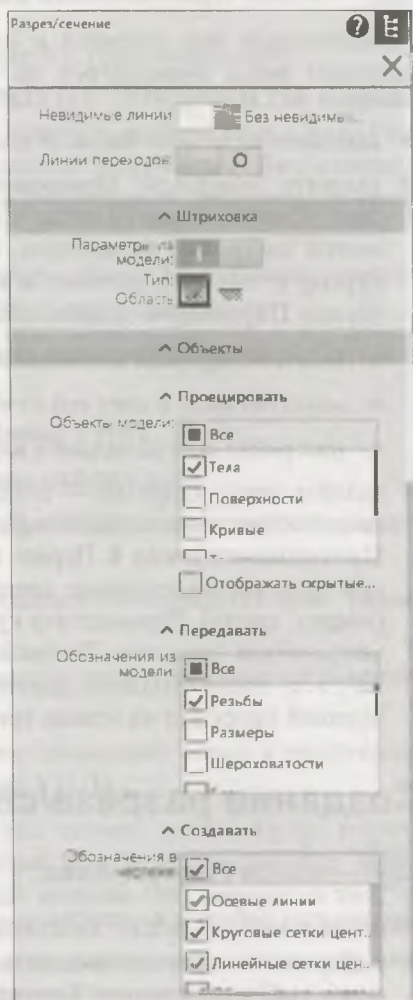 Разрез/сечение
Невидимые линии
Без невидимы...
Линии переходов:
Штриховка
Параметры из
модели:
Тип:
Область
Объекты
Проецировать
Объекты модели:
Все
Тела
Поверхности
Кривые
Отображать скрытые...
Передавать
Обозначения из
модели:
Все
Резьбы
Размеры
Шероховатости
Создавать
Обозначения в
чертеже:
Все
Осевые линии
Круговые сетки цент..
Линейные сетки цен..